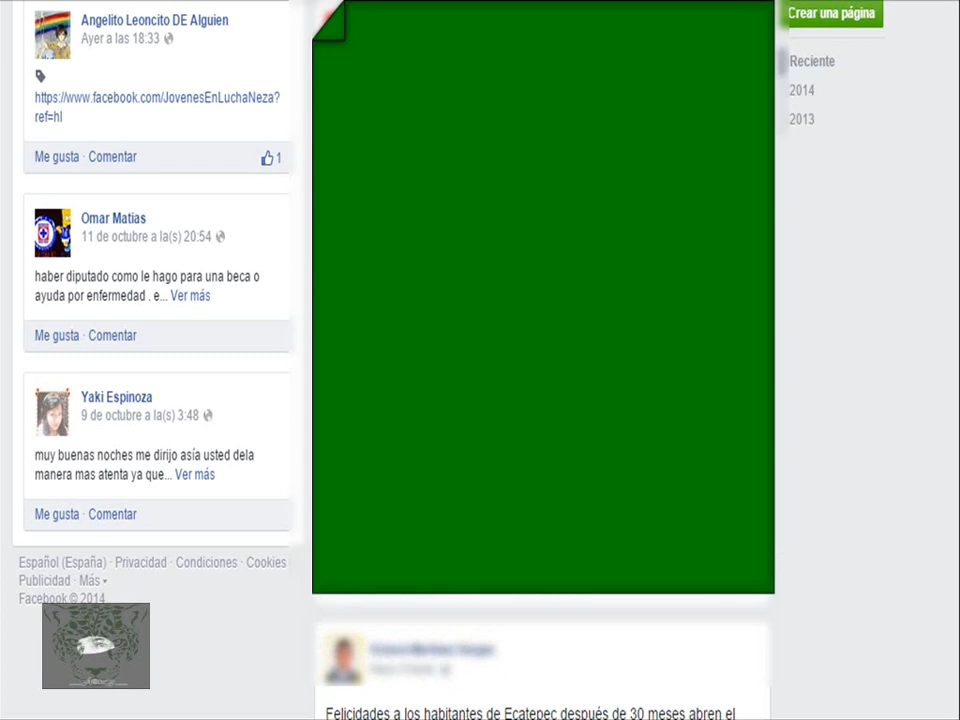 Angelito Leoncito DE Alguien
Ayer a las 18:33
https://www.facebook.com/JovenesEnLuchaNeza?
ref=hl
Me gusta · Comentar
1
Omar Matias
11 de octubre a la(s) 20:54
haber diputado como le hago para una beca o
ayuda por enfermedad . e... Ver más
Me gusta · Comentar
Yaki Espinoza
9 de octubre a la(s) 3:48
muy buenas noches me dirijo asía usted dela
manera mas atenta ya que... Ver más
Me gusta · Comentar
Español (España) · Privacidad · Condiciones · Cookies
Publicidad · Más
Facebook © 2014
Felicidades a los habitantes de Ecatepec después de 30 meses abren el
Crear una página
Reciente
2014
2013